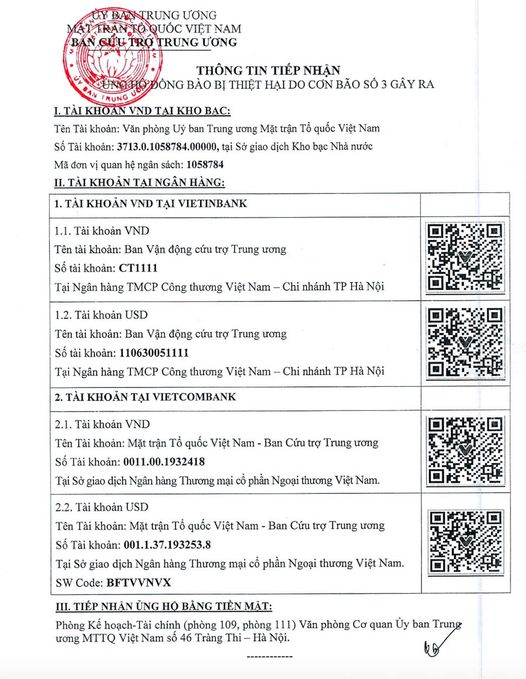 ỦY BAN TRUNG ƯƠNG
MẶT TRẬN TỔ QUỐC VIỆT NAM
BAN CỨU TRỢ TRUNG ƯƠNG
THÔNG TIN TIẾP NHẬN
ỦNG HỘ ĐỒNG BÀO BỊ THIỆT HẠI DO CƠN BÃO SỐ 3 GÂY RA
I. TÀI KHOẢN VND TẠI KHO BẠC:
Tên Tài khoản: Văn phòng Uỷ ban Trung ương Mặt trận Tổ quốc Việt Nam
Số Tài khoản: 3713.0.1058784.00000, tại Sở giao dịch Kho bạc Nhà nước
Mã đơn vị quan hệ ngân sách: 1058784
II. TÀI KHOẢN TẠI NGÂN HÀNG:
1. TÀI KHOẢN VND TẠI VIETINBANK
1.1. Tài khoản VND
Tên tài khoản: Ban Vận động cứu trợ Trung ương
Số tài khoản: CT1111
Tại Ngân hàng TMCP Công thương Việt Nam – Chi nhánh TP Hà Nội
1.2. Tài khoản USD
Tên tài khoản: Ban Vận động cứu trợ Trung ương
Số tài khoản: 110630051111
Tại Ngân hàng TMCP Công thương Việt Nam – Chi nhánh TP Hà Nội
2. TÀI KHOẢN TẠI VIETCOMBANK
2.1. Tài khoản VND
Tên Tài khoản: Mặt trận Tổ quốc Việt Nam - Ban Cứu trợ Trung ương
Số Tài khoản: 0011.00.1932418
Tại Sở giao dịch Ngân hàng Thương mại cổ phần Ngoại thương Việt Nam.
2.2. Tài khoản USD
Tên Tài khoản: Mặt trận Tổ quốc Việt Nam - Ban Cứu trợ Trung ương
Số Tài khoản: 001.1.37.193253.8
Tại Sở giao dịch Ngân hàng Thương mại cổ phần Ngoại thương Việt Nam.
SW Code: BFTVVNVX
III. TIẾP NHẬN ỦNG HỘ BẰNG TIỀN MẶT:
Phòng Kế hoạch-Tài chính (phòng 109, phòng 111) Văn phòng Cơ quan Ủy ban Trung
ương MTTQ Việt Nam số 46 Tràng Thi – Hà Nội.